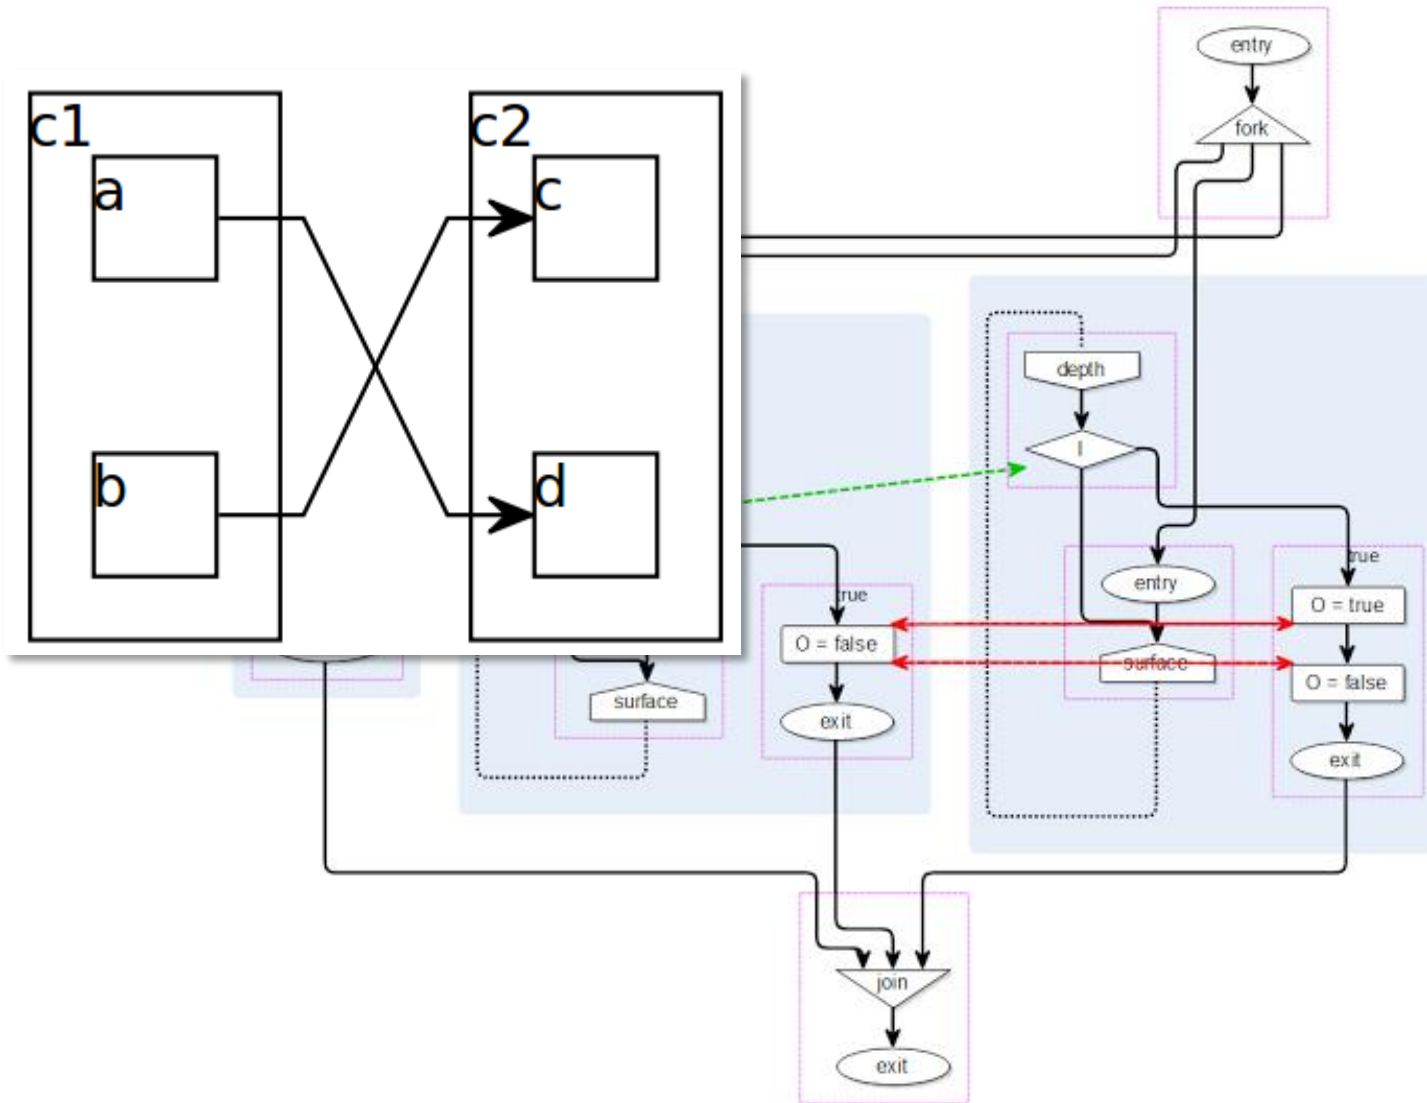 entry
fork
c1
a
b
c2
c
d
depth
I
true
O = false
exit
surface
entry
surface
true
O = true
O = false
exit
join
exit